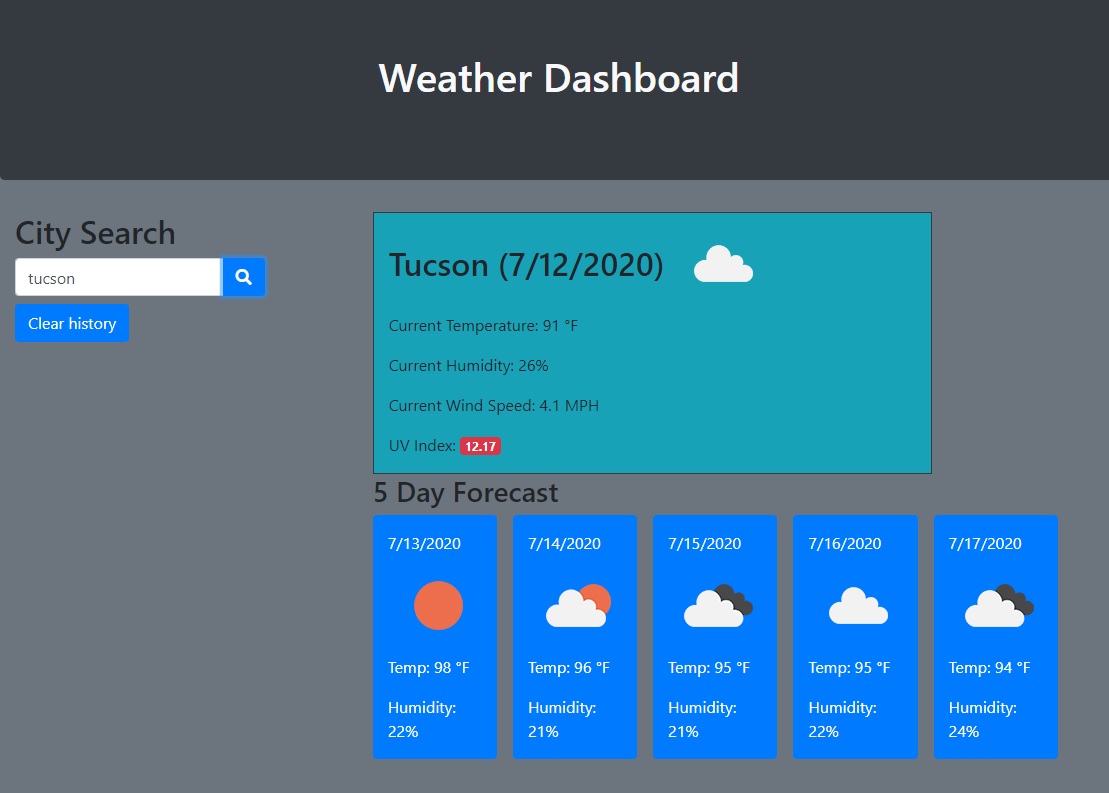 Weather Dashboard
City Search
tucson
Clear history
Tucson (7/12/2020)
Current Temperature: 91 °F
Current Humidity: 26%
Current Wind Speed: 4.1 MPH
UV Index: 12.17
5 Day Forecast
7/13/2020
Temp: 98 °F
Humidity:
22%
7/14/2020
Temp: 96 °F
Humidity:
21%
7/15/2020
Temp: 95 °F
Humidity:
21%
7/16/2020
Temp: 95 °F
Humidity:
22%
7/17/2020
Temp: 94 °F
Humidity:
24%